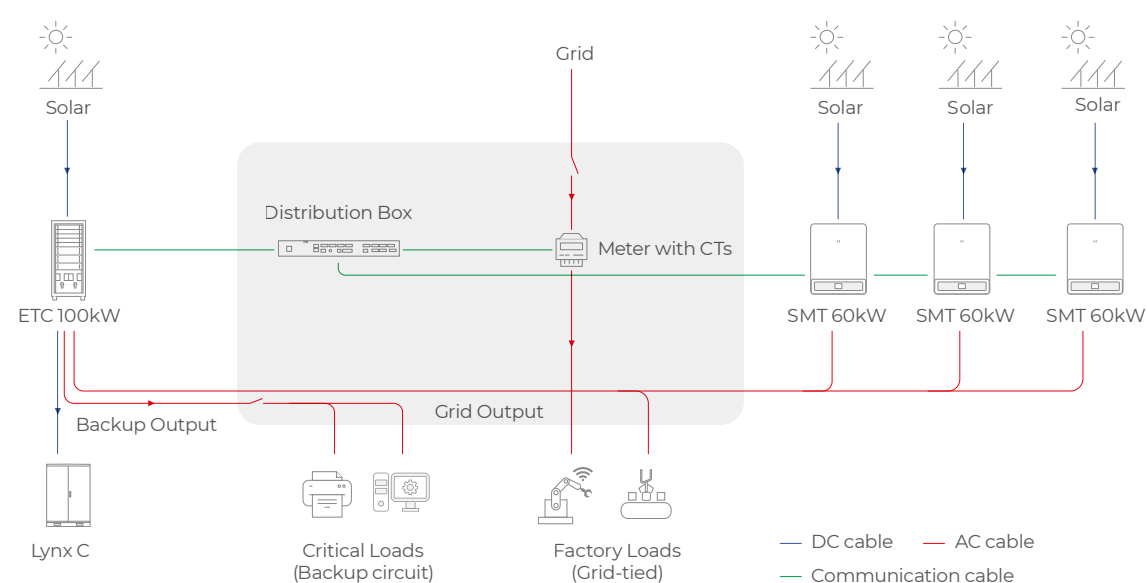 Grid
Solar
Solar
Solar
Solar
Distribution Box
Meter with CTs
ETC 100kW
SMT 60kW
SMT 60kW
SMT 60kW
Backup Output
Grid Output
Lynx C
Critical Loads
(Backup circuit)
Factory Loads
(Grid-tied)
DC cable
AC cable
Communication cable